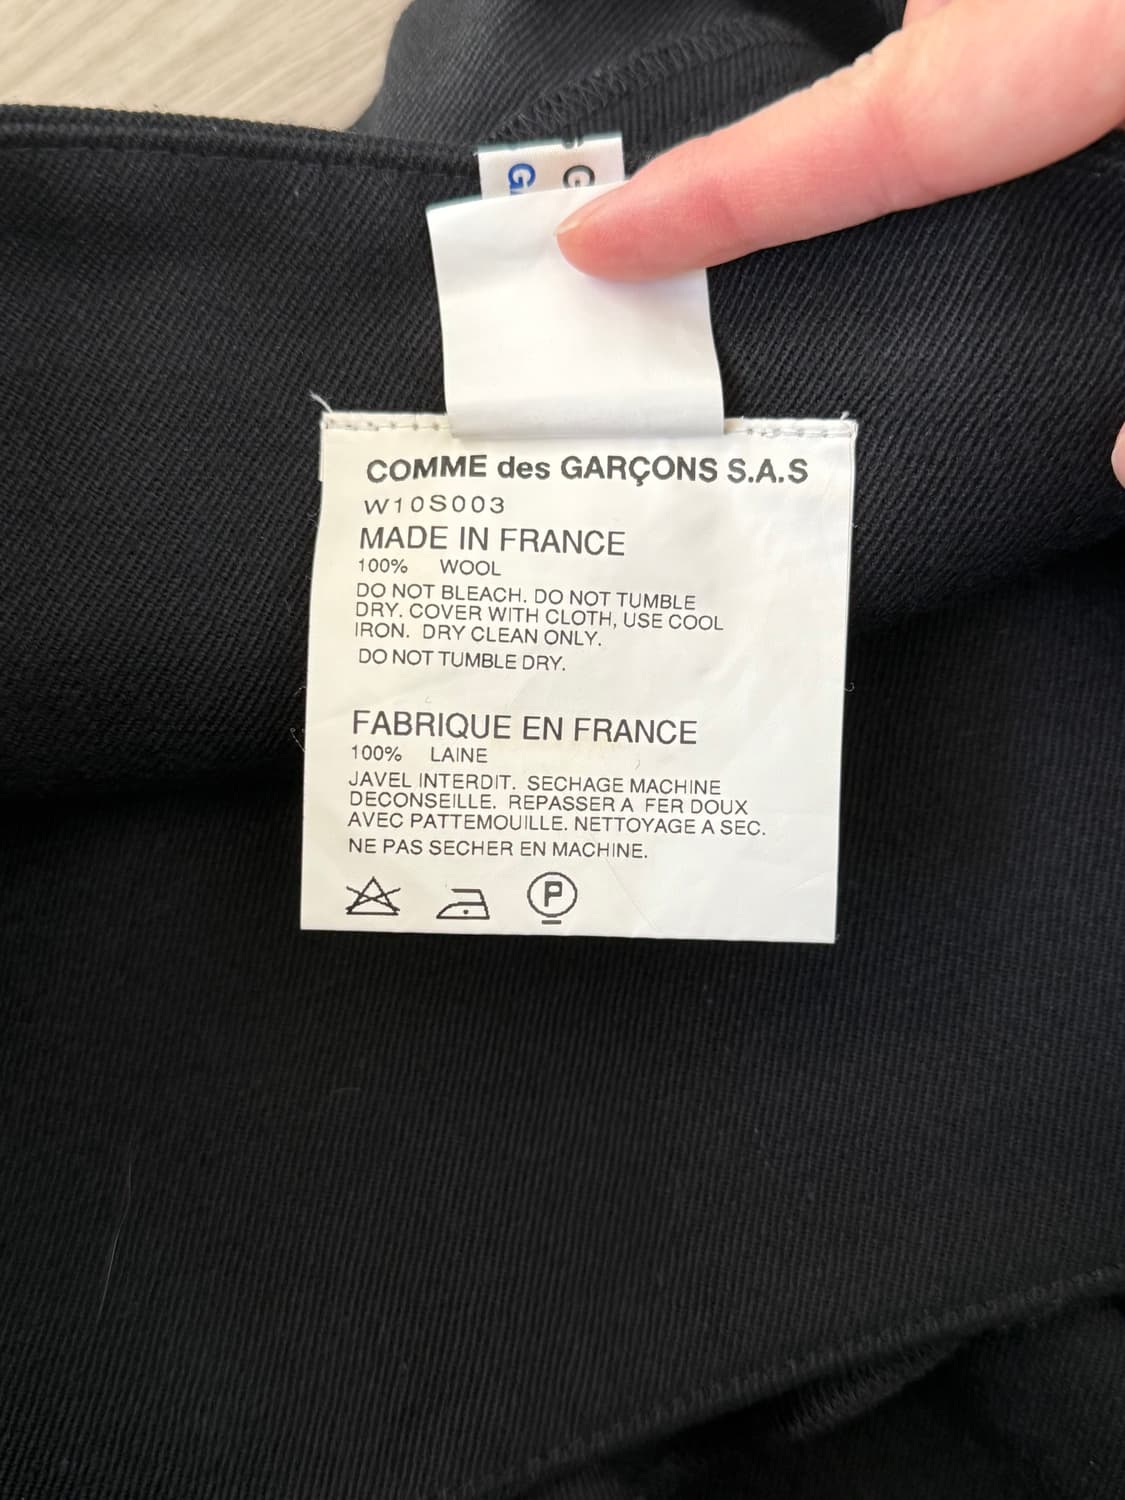 G
G
COMME des GARÇONS S.A.S
W10S003
MADE IN FRANCE
100% WOOL
DO NOT BLEACH. DO NOT TUMBLE
DRY. COVER WITH CLOTH, USE COOL
IRON. DRY CLEAN ONLY.
DO NOT TUMBLE DRY.
FABRIQUE EN FRANCE
100% LAINE
JAVEL INTERDIT. SECHAGE MACHINE
DECONSEILLE. REPASSER A FER DOUX
AVEC PATTEMOUILLE. NETTOYAGE A SEC.
NE PAS SECHER EN MACHINE.
P